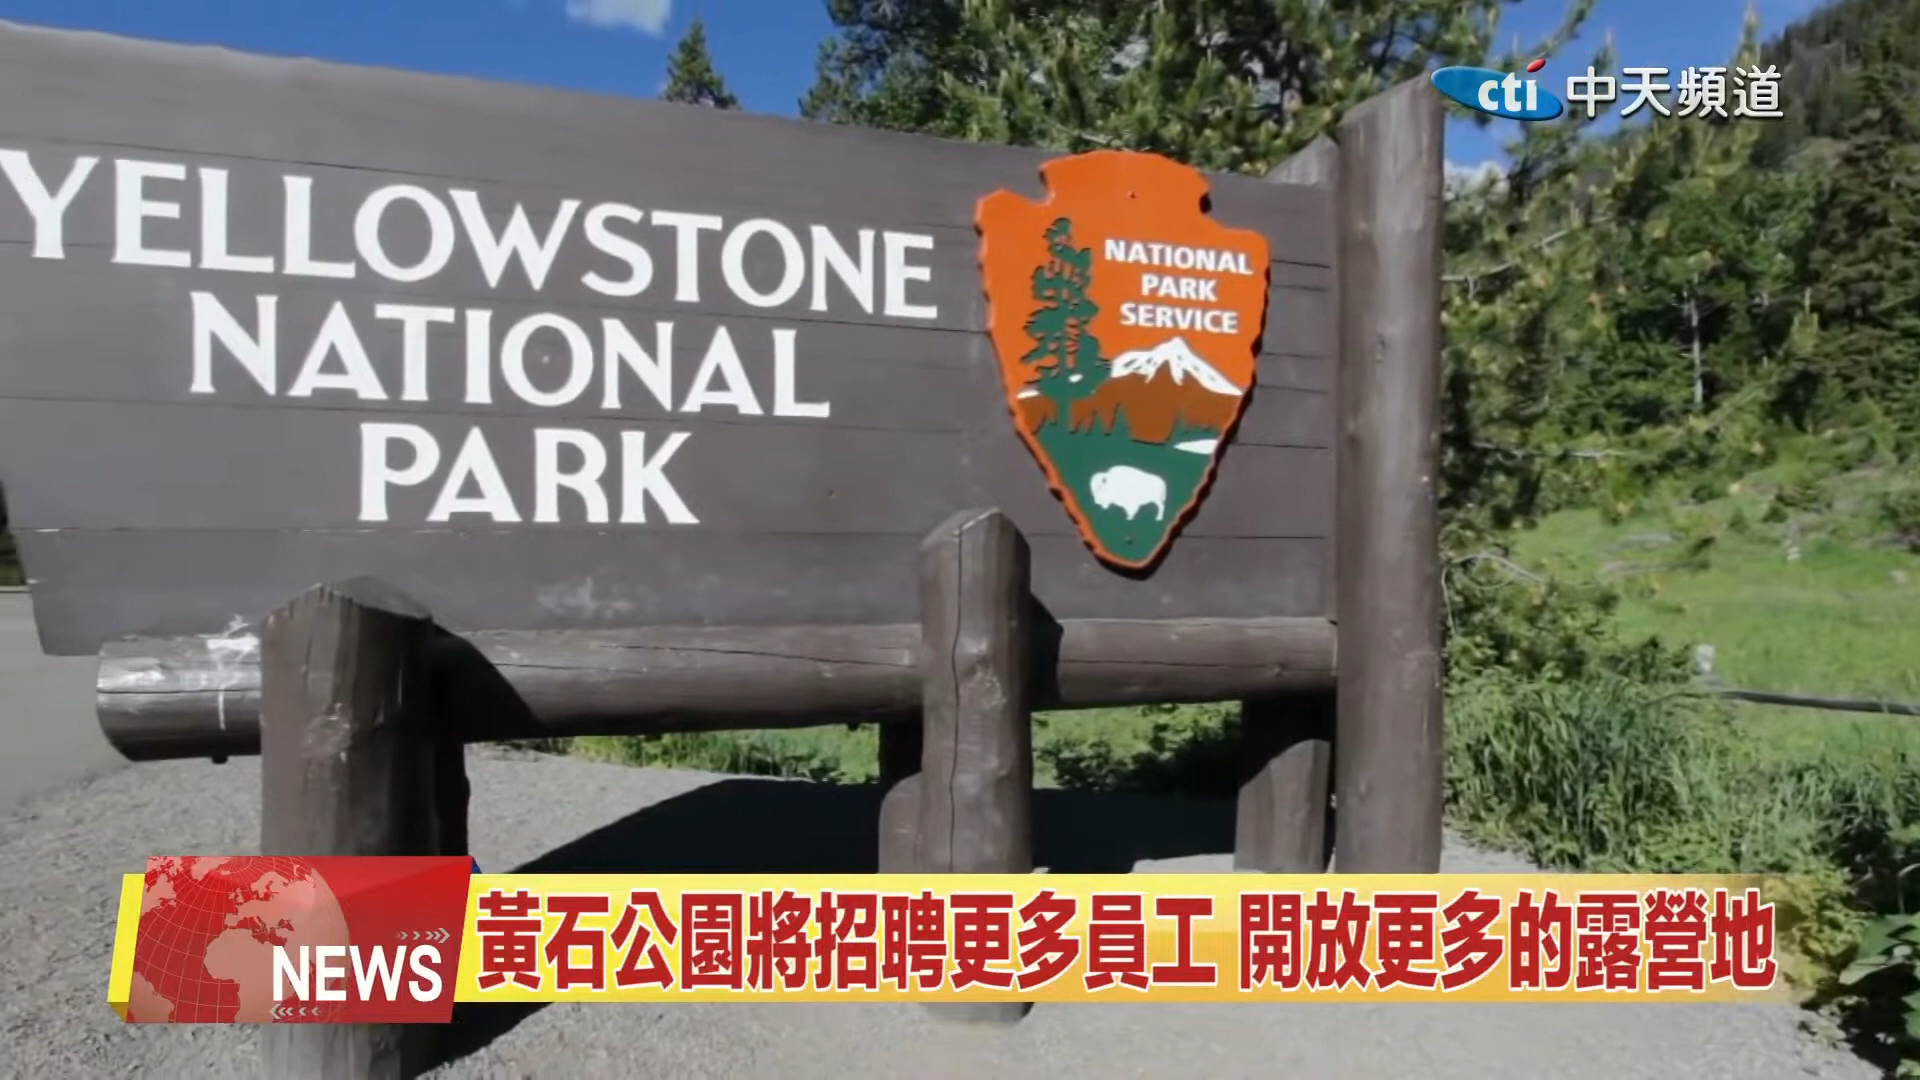 cti 中天頻道
YELLOWSTONE
NATIONAL
PARK
NATIONAL
PARK
SERVICE
NEWS
黃石公園將招聘更多員工 開放更多的露營地